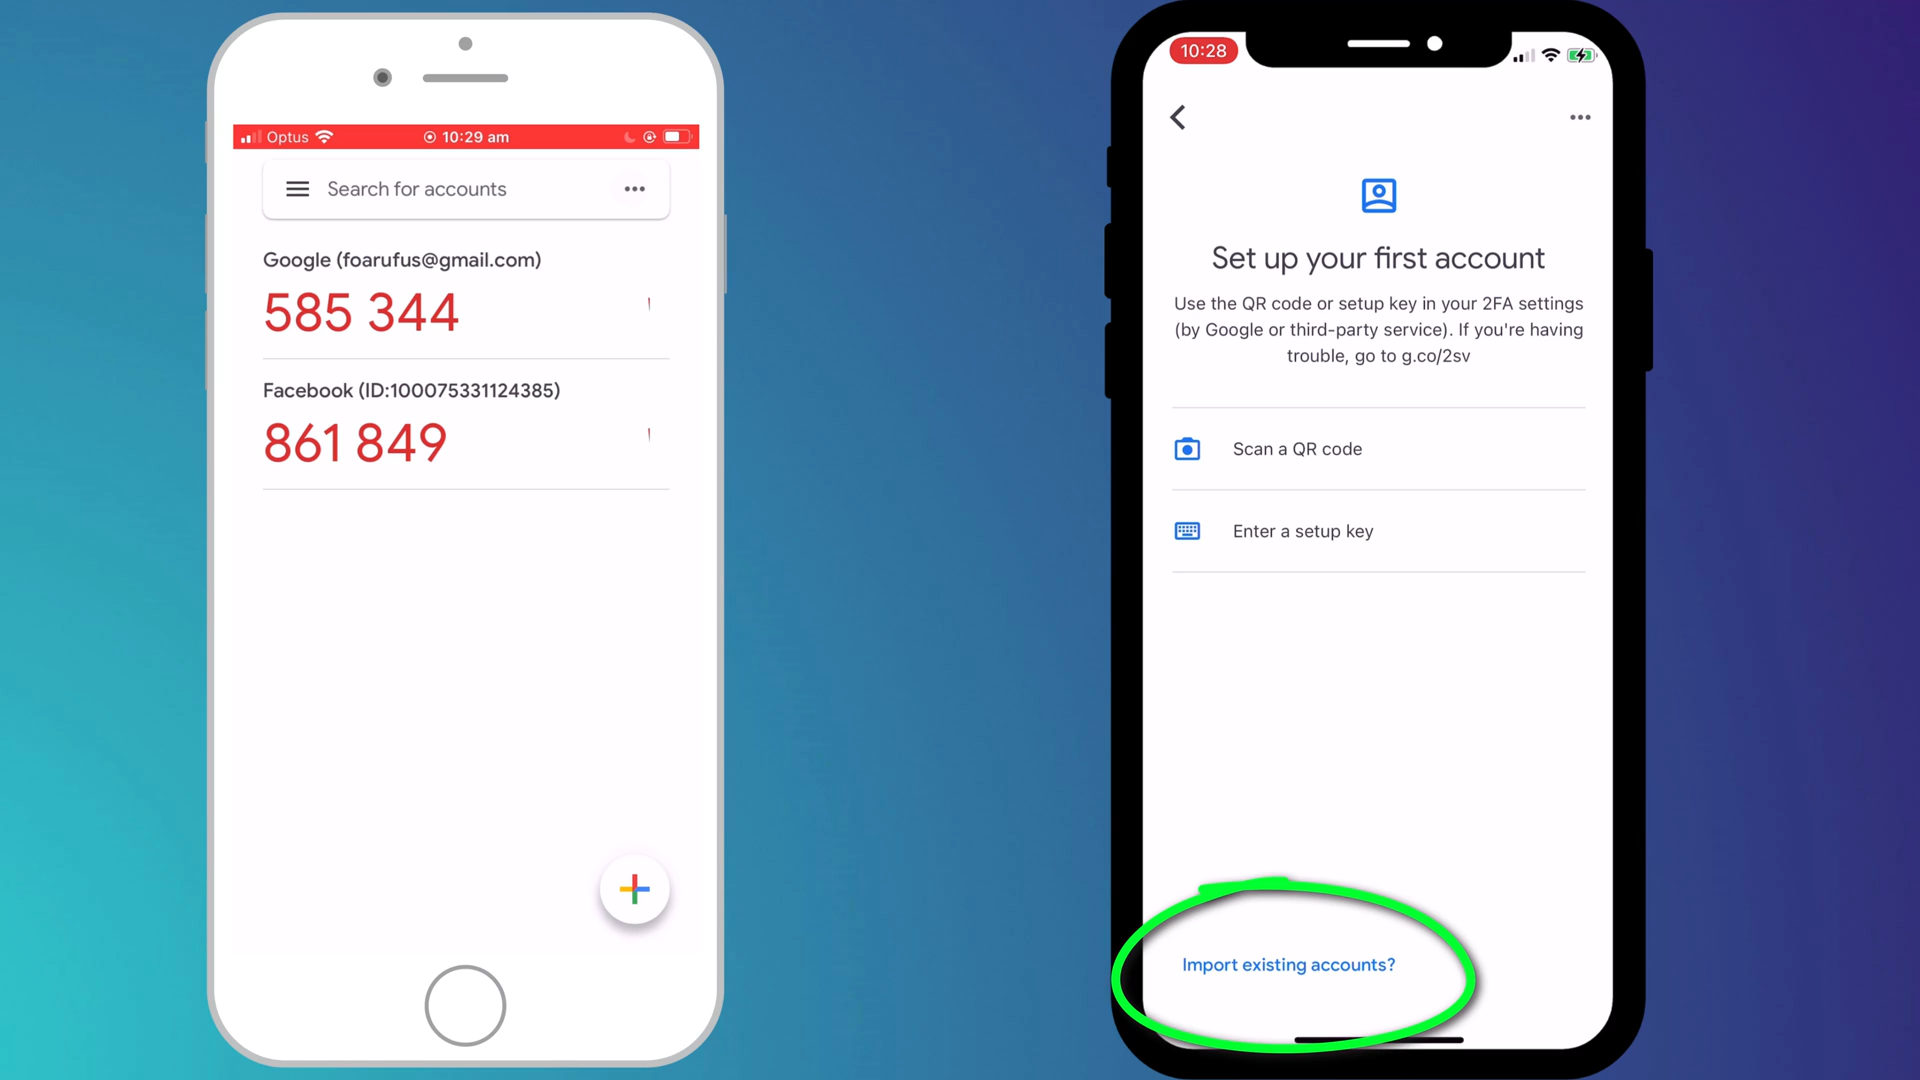 Optus
10:29 am
Search for accounts
Google (foarufus@gmail.com)
585 344
Facebook (ID:100075331124385)
861 849
10:28
Set up your first account
Use the QR code or setup key in your 2FA settings
(by Google or third-party service). If you're having
trouble, go to g.co/2sv
Scan a QR code
Enter a setup key
Import existing accounts?